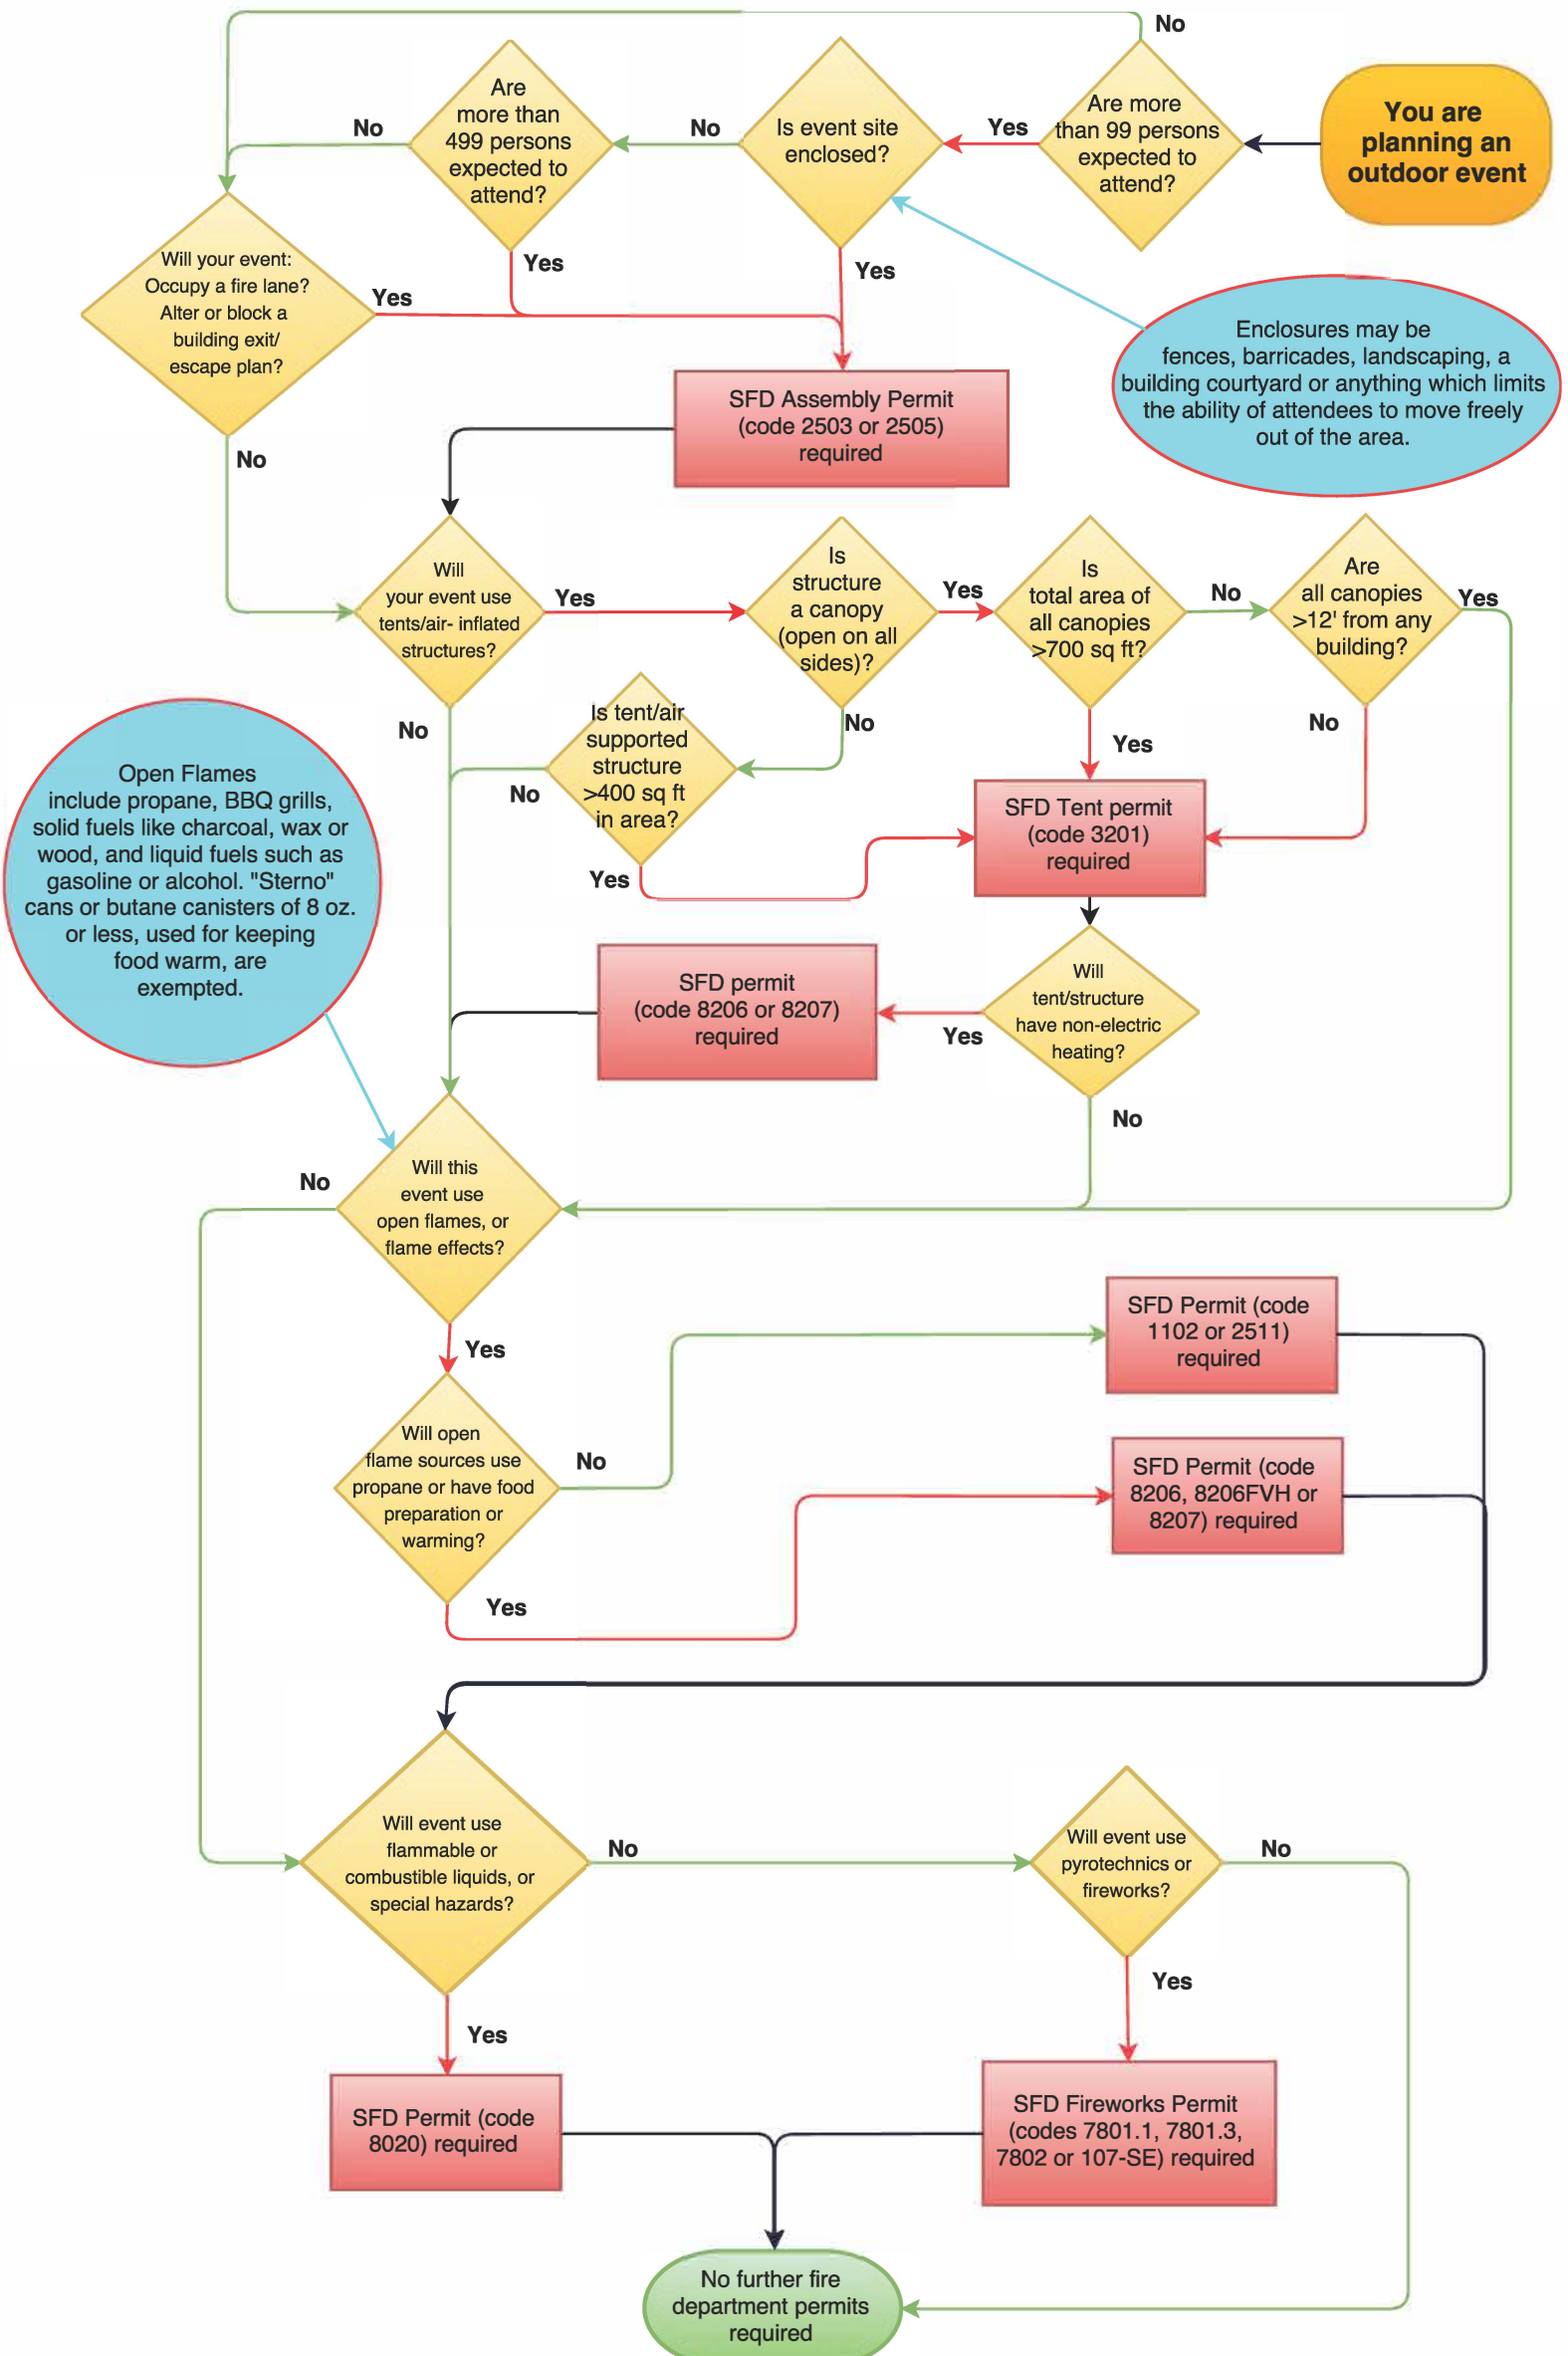 No
You are
planning an
outdoor event
Are more
than 99 persons
expected to
attend?
Yes
Is event site
enclosed?
No
Are
more than
499 persons
expected to
attend?
No
Yes
Yes
Enclosures may be
fences, barricades, landscaping, a
building courtyard or anything which limits
the ability of attendees to move freely
out of the area.
Will your event:
Occupy a fire lane?
Alter or block a
building exit/
escape plan?
Yes
No
SFD Assembly Permit
(code 2503 or 2505)
required
Will
your event use
tents/air- inflated
structures?
Yes
No
Is
structure
a canopy
(open on all
sides)?
Yes
No
Is
total area of
all canopies
>700 sq ft?
No
Yes
Are
all canopies
>12' from any
building?
Yes
No
Is tent/air
supported
structure
>400 sq ft
in area?
No
Yes
SFD Tent permit
(code 3201)
required
Will
tent/structure
have non-electric
heating?
Yes
No
SFD permit
(code 8206 or 8207)
required
Open Flames
include propane, BBQ grills,
solid fuels like charcoal, wax or
wood, and liquid fuels such as
gasoline or alcohol. "Sterno"
cans or butane canisters of 8 oz.
or less, used for keeping
food warm, are
exempted.
Will this
event use
open flames, or
flame effects?
No
Yes
Will open
flame sources use
propane or have food
preparation or
warming?
No
Yes
SFD Permit (code
1102 or 2511)
required
SFD Permit (code
8206, 8206FVH or
8207) required
Will event use
flammable or
combustible liquids, or
special hazards?
No
Yes
Will event use
pyrotechnics or
fireworks?
No
Yes
SFD Permit (code
8020) required
SFD Fireworks Permit
(codes 7801.1, 7801.3,
7802 or 107-SE) required
No further fire
department permits
required